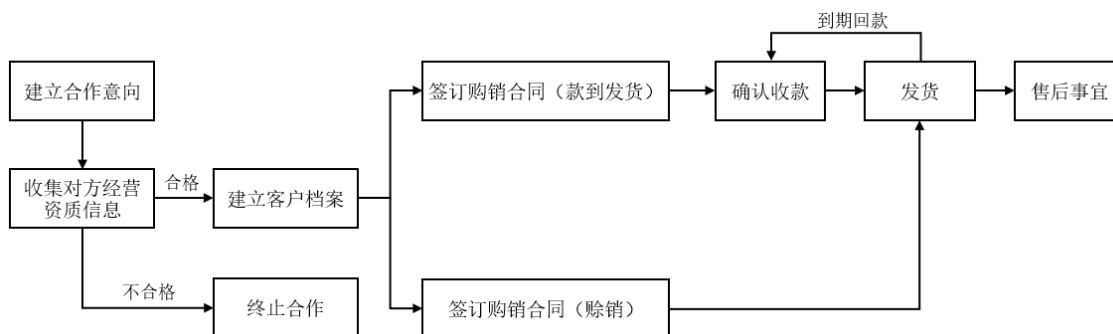 到期回款
建立合作意向
签订购销合同（款到发货）
确认收款
发货
售后事宜
收集对方经营
资质信息
合格
建立客户档案
不合格
终止合作
签订购销合同（赊销）